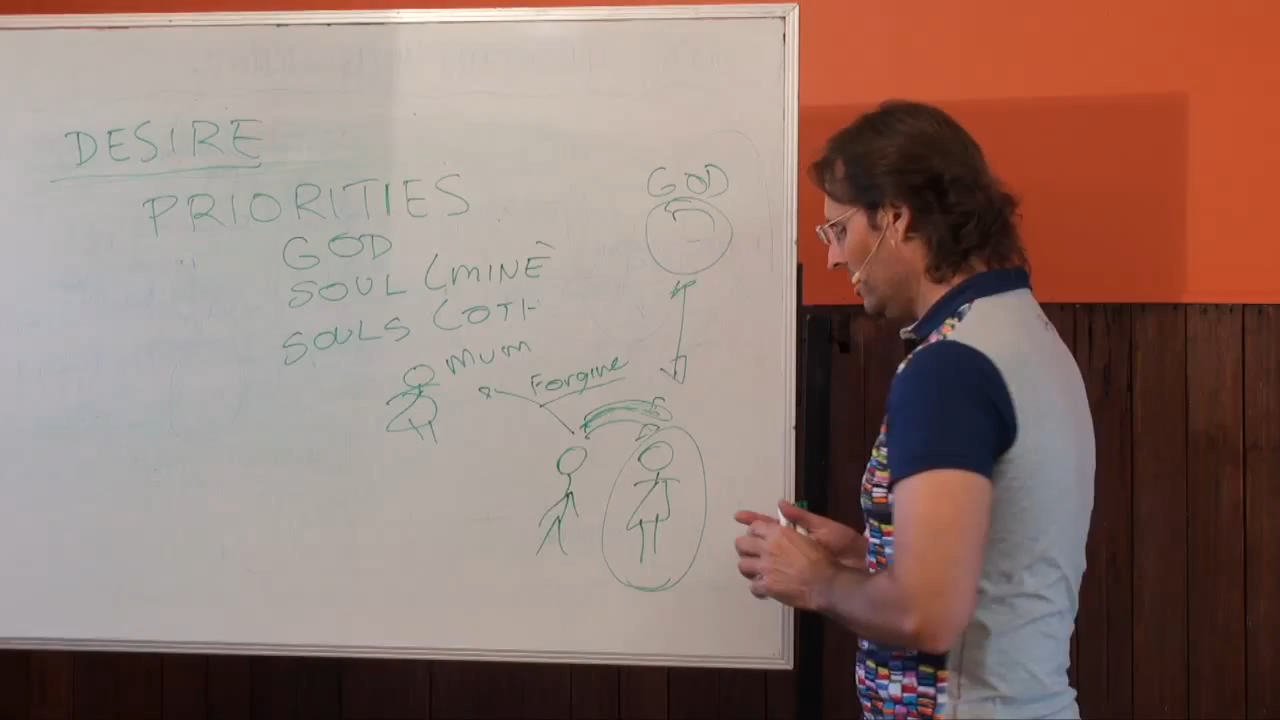 DESIRE
PRIORITIES
GOD
SOUL (MINE
SOULS (OTH
MUM
Forgive
GOD